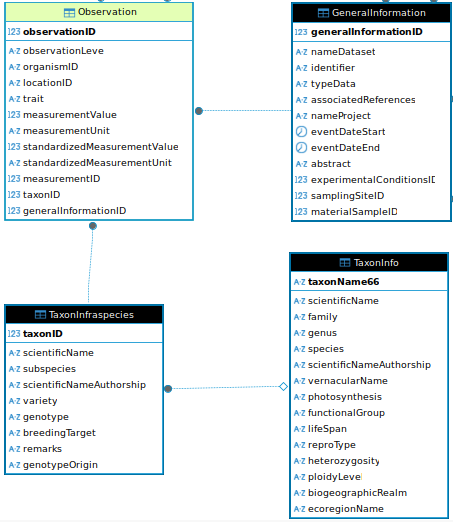 Observation
123 observationID
A-Z observationLeve
A-Z organismID
A-Z locationID
A-Z trait
123 measurementValue
A-Z measurementUnit
123 standardizedMeasurementValue
A-Z standardizedMeasurementUnit
123 measurementID
123 taxonID
123 generalInformationID
GeneralInformation
123 generalInformationID
A-Z nameDataset
A-Z identifier
A-Z typeData
A-Z associatedReferences
A-Z nameProject
eventDateStart
eventDateEnd
A-Z abstract
123 experimentalConditionsID
123 samplingSiteID
123 materialSampleID
TaxonInfraspecies
123 taxonID
A-Z scientificName
A-Z subspecies
A-Z scientificNameAuthorship
A-Z variety
A-Z genotype
A-Z breedingTarget
A-Z remarks
A-Z genotypeOrigin
TaxonInfo
A-Z taxonName66
A-Z scientificName
A-Z family
A-Z genus
A-Z species
A-Z scientificNameAuthorship
A-Z vernacularName
A-Z photosynthesis
A-Z functionalGroup
A-Z lifeSpan
A-Z reproType
A-Z heterozygosity
A-Z ploidyLeve
A-Z biogeographicRealm
A-Z ecoregionName